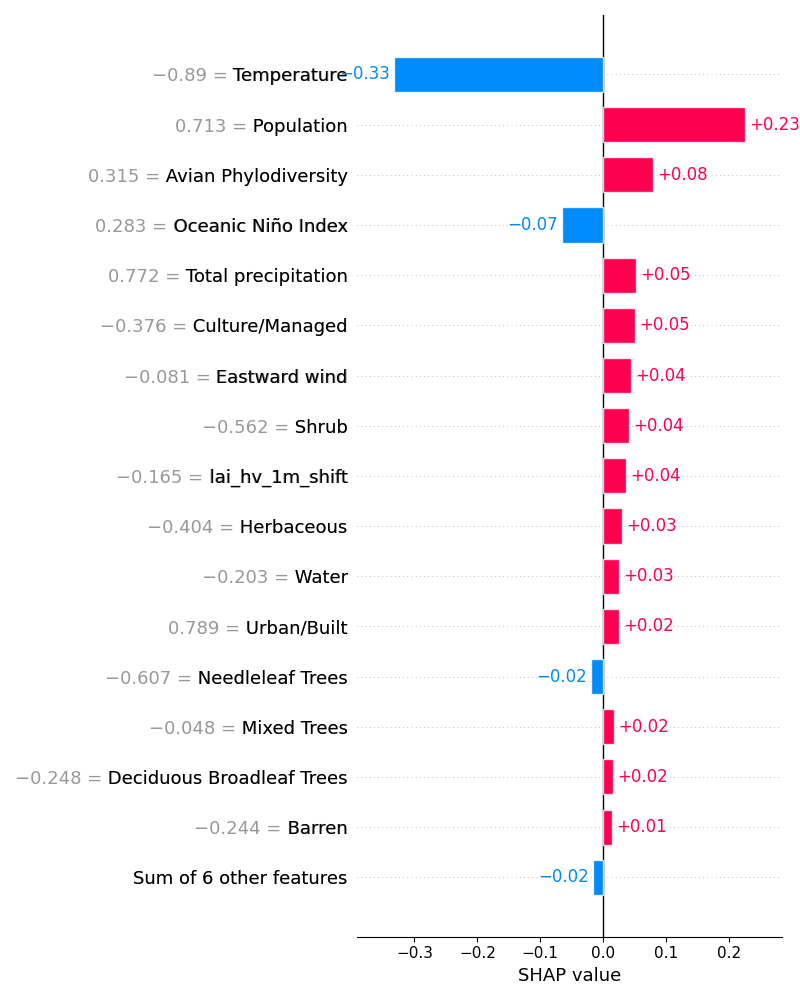 −0.89 = Temperature −0.33
0.713 = Population +0.23
0.315 = Avian Phylodiversity +0.08
0.283 = Oceanic Niño Index −0.07
0.772 = Total precipitation +0.05
−0.376 = Culture/Managed +0.05
−0.081 = Eastward wind +0.04
−0.562 = Shrub +0.04
−0.165 = lai_hv_1m_shift +0.04
−0.404 = Herbaceous +0.03
−0.203 = Water +0.03
0.789 = Urban/Built +0.02
−0.607 = Needleleaf Trees −0.02
−0.048 = Mixed Trees +0.02
−0.248 = Deciduous Broadleaf Trees +0.02
−0.244 = Barren +0.01
Sum of 6 other features −0.02
−0.3 −0.2 −0.1 0.0 0.1 0.2
SHAP value